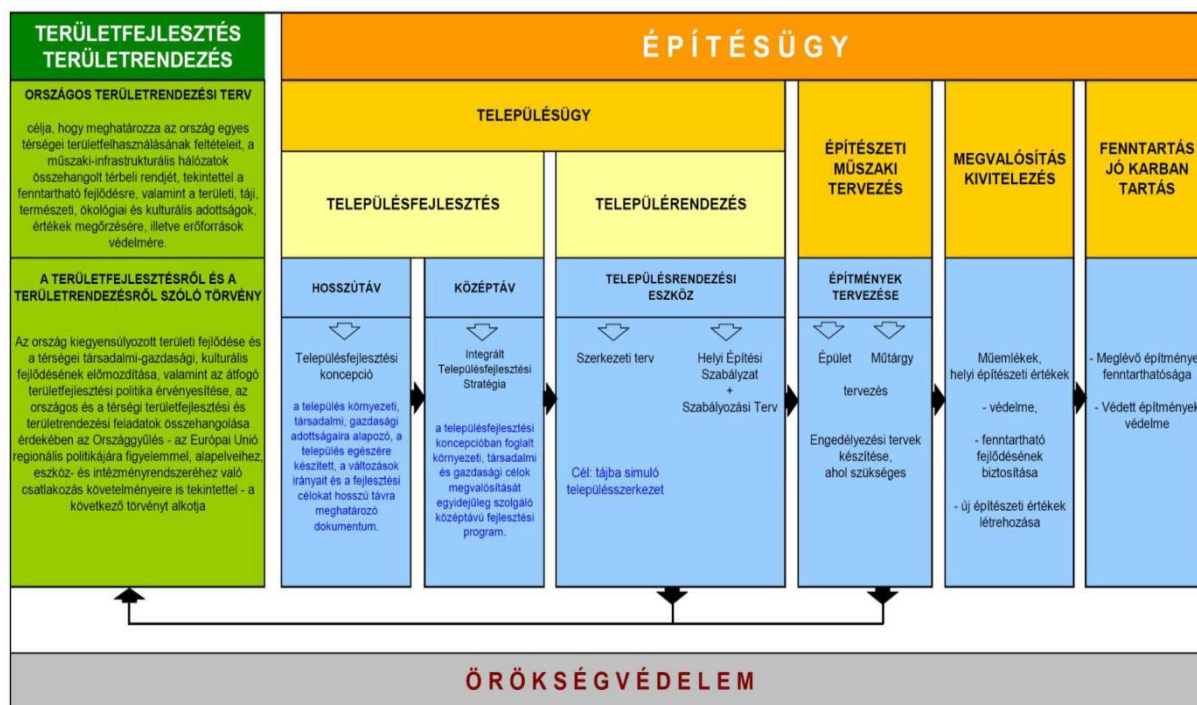 TERÜLETFEJLESZTÉS
TERÜLETRENDEZÉS
ORSZÁGOS TERÜLETRENDEZÉSI TERV
célja, hogy meghatározza az ország egyes
térségei területfelhasználásának feltételeit, a
műszaki-infrastrukturális hálózatok
összehangolt térbeli rendjét, tekintettel a
fenntartható fejlődésre, valamint a területi, táji,
természeti, ökológiai és kulturális adottságok,
értékek megőrzésére, illetve erőforrások
védelmére.
A TERÜLETFEJLESZTÉSRŐL ÉS A
TERÜLETRENDEZÉSRŐL SZÓLÓ TÖRVÉNY
Az ország kiegyensúlyozott területi fejlődése és
a térségei társadalmi-gazdasági, kulturális
fejlődésének előmozdítása, valamint az átfogó
területfejlesztési politika érvényesítése, az
országos és a térségi területfejlesztési és
területrendezési feladatok összehangolása
érdekében az Országgyűlés - az Európai Unió
regionális politikájára figyelemmel, alapelveihez,
eszköz- és intézményrendszeréhez való
csatlakozás követelményeire is tekintettel - a
következő törvényt alkotja
ÉPÍTÉSÜGY
TELEPÜLÉSÜGY
TELEPÜLÉSFEJLESZTÉS
HOSSZÚTÁV
Településfejlesztési
koncepció
a település környezeti,
társadalmi, gazdasági
adottságaira alapozó, a
település egészére
készített, a változások
irányait és a fejlesztési
célokat hosszú távra
meghatározó
dokumentum.
KÖZÉPTÁV
Integrált
Településfejlesztési
Stratégia
a településfejlesztési
koncepcióban foglalt
környezeti, társadalmi
és gazdasági célok
megvalósítását
egyidejűleg szolgáló
középtávú fejlesztési
program.
TELEPÜLÉRENDEZÉS
TELEPÜLÉSRENDEZÉSI
ESZKÖZ
Szerkezeti terv
Helyi Építési
Szabályzat
+
Szabályozási Terv
Cél: tájba simuló
településszerkezet
ÉPÍTÉSZETI
MŰSZAKI
TERVEZÉS
ÉPÍTMÉNYEK
TERVEZÉSE
Épület Műtárgy
tervezés
Engedélyezési tervek
készítése,
ahol szükséges
MEGVALÓSÍTÁS
KIVITELEZÉS
Műemlékek,
helyi építészeti értékek
- védelme,
- fenntartható
fejlődésének
biztosítása
- új építészeti értékek
létrehozása
FENNTARTÁS
JÓ KARBAN
TARTÁS
- Meglévő építménye
fenntarthatósága
- Védett építmények
védelme
ÖRÖKSÉGVÉDELEM